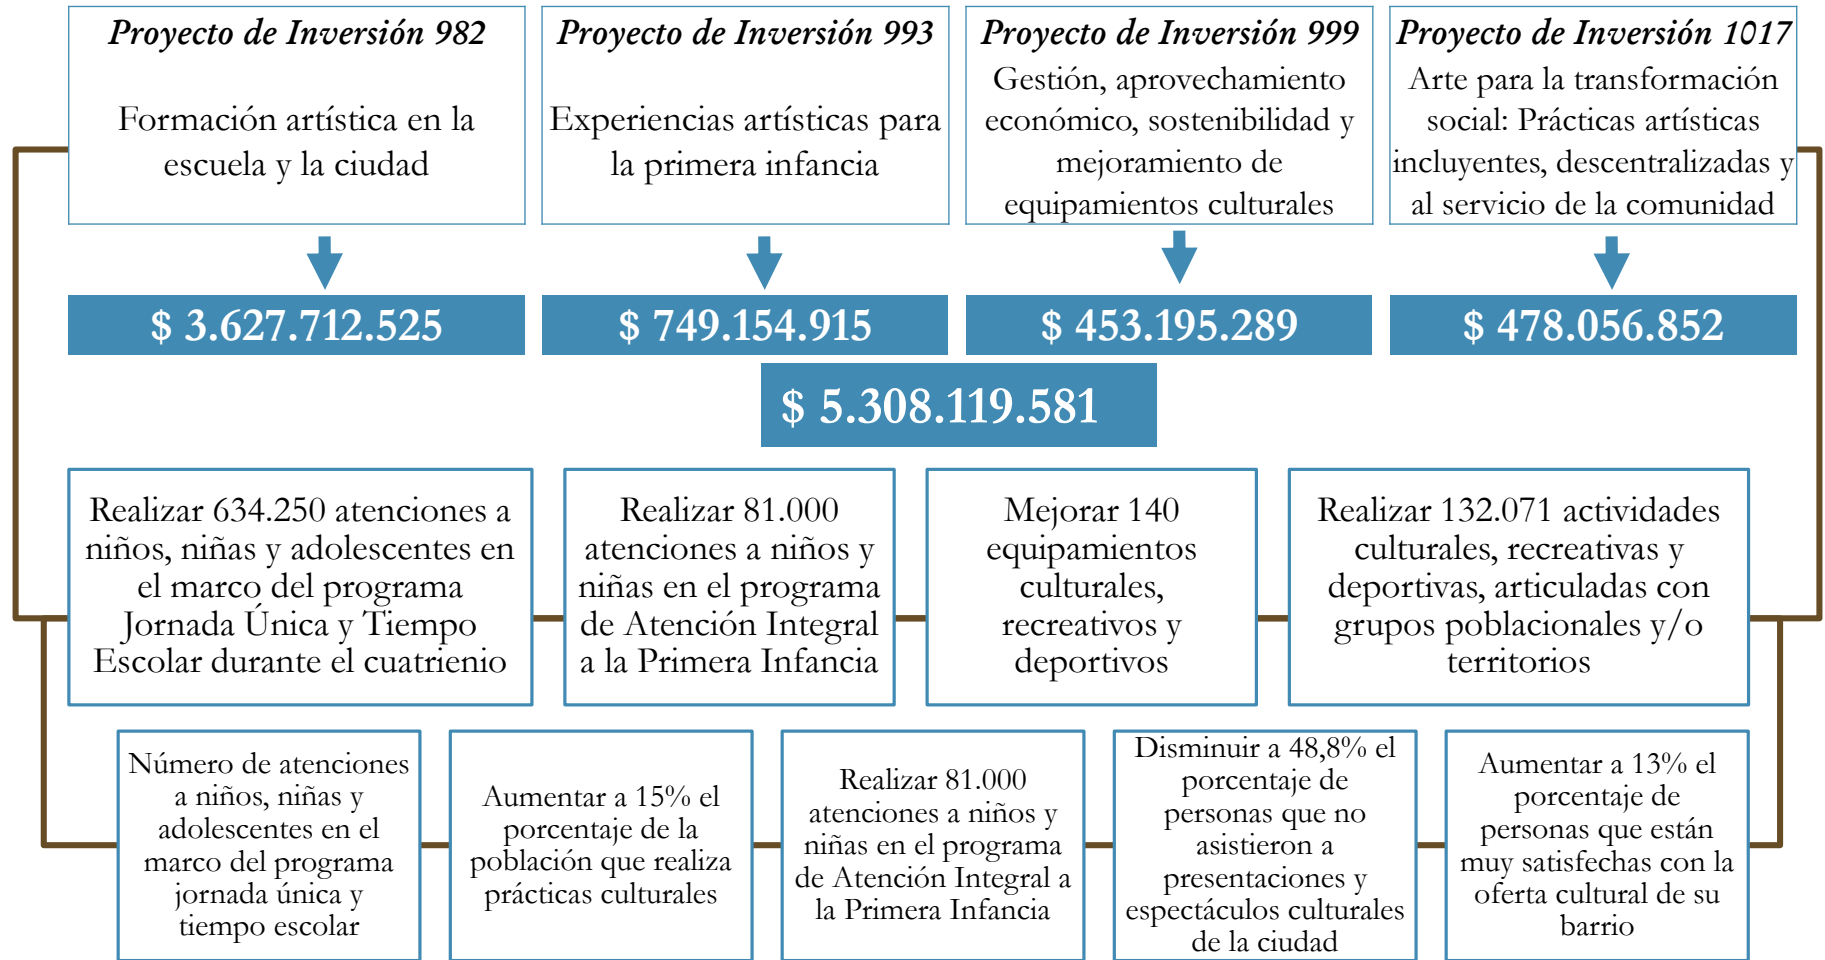 Proyecto de Inversión 982
Formación artística en la
escuela y la ciudad
Proyecto de Inversión 993
Experiencias artísticas para
la primera infancia
Proyecto de Inversión 999
Gestión, aprovechamiento
económico, sostenibilidad y
mejoramiento de
equipamientos culturales
Proyecto de Inversión 1017
Arte para la transformación
social: Prácticas artísticas
incluyentes, descentralizadas y
al servicio de la comunidad
$ 3.627.712.525
$ 749.154.915
$ 453.195.289
$ 478.056.852
$ 5.308.119.581
Realizar 634.250 atenciones a
niños, niñas y adolescentes en
el marco del programa
Jornada Única y Tiempo
Escolar durante el cuatrienio
Realizar 81.000
atenciones a niños y
niñas en el programa
de Atención Integral
a la Primera Infancia
Mejorar 140
equipamientos
culturales,
recreativos y
deportivos
Realizar 132.071 actividades
culturales, recreativas y
deportivas, articuladas con
grupos poblacionales y/o
territorios
Número de atenciones
a niños, niñas y
adolescentes en el
marco del programa
jornada única y
tiempo escolar
Aumentar a 15% el
porcentaje de la
población que realiza
prácticas culturales
Realizar 81.000
atenciones a niños y
niñas en el programa
de Atención Integral a
la Primera Infancia
Disminuir a 48,8% el
porcentaje de
personas que no
asistieron a
presentaciones y
espectáculos culturales
de la ciudad
Aumentar a 13% el
porcentaje de
personas que están
muy satisfechas con la
oferta cultural de su
barrio